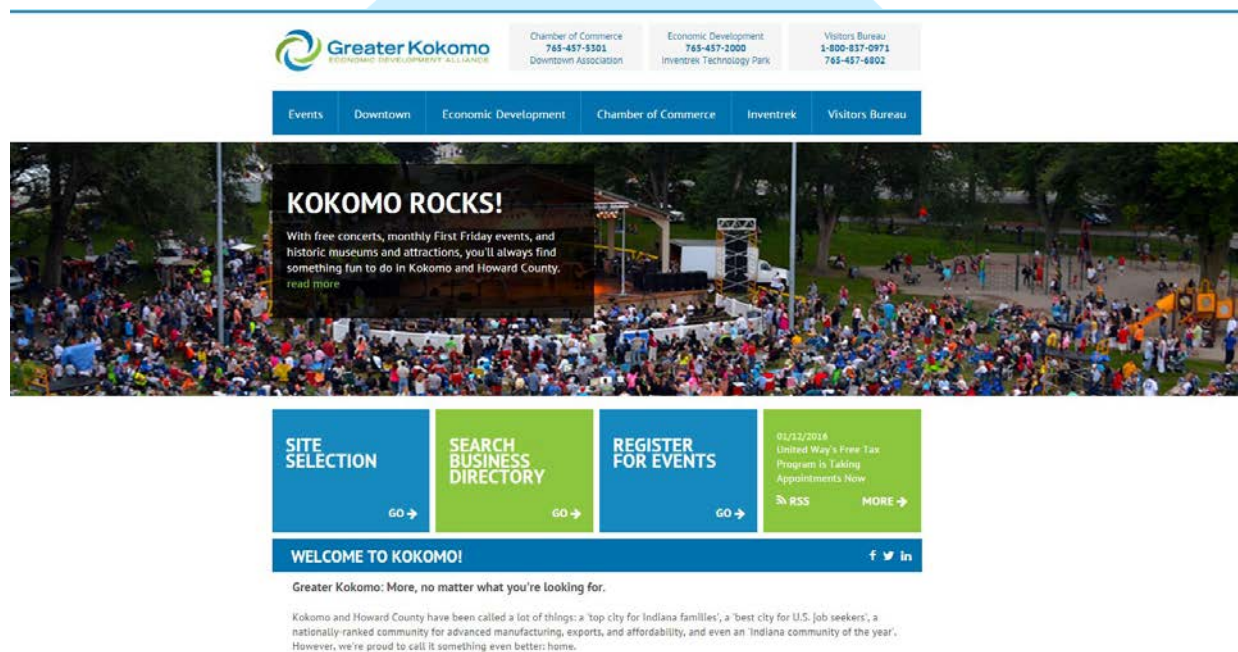 Greater Kokomo
ECONOMIC DEVELOPMENT ALLIANCE
Chamber of Commerce
765-457-5301
Downtown Association
Economic Development
765-457-2000
Inventrek Technology Park
Visitors Bureau
1-800-837-0971
765-457-6802
Events
Downtown
Economic Development
Chamber of Commerce
Inventrek
Visitors Bureau
KOKOMO ROCKS!
With free concerts, monthly First Friday events, and
historic museums and attractions, you'll always find
something fun to do in Kokomo and Howard County.
read more
SITE
SELECTION
GO
SEARCH
BUSINESS
DIRECTORY
GO
REGISTER
FOR EVENTS
GO
01/12/2016
United Way's Free Tax
Program is Taking
Appointments Now
RSS
MORE
WELCOME TO KOKOMO!
Greater Kokomo: More, no matter what you're looking for.
Kokomo and Howard County have been called a lot of things: a 'top city for Indiana families', a 'best city for U.S. job seekers', a
nationally-ranked community for advanced manufacturing, exports, and affordability, and even an 'Indiana community of the year'.
However, we're proud to call it something even better: home.